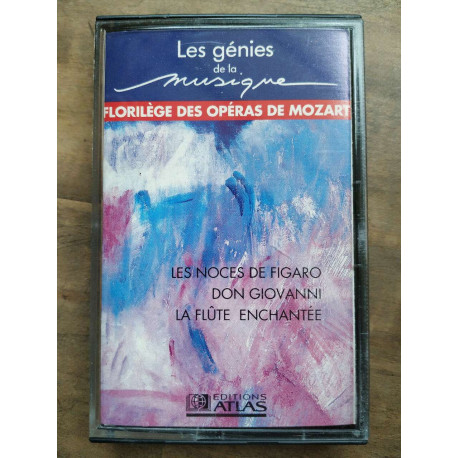 Les génies
de la
musique
FLORILÈGE DES OPÉRAS DE MOZART
LES NOCES DE FIGARO
DON GIOVANNI
LA FLÛTE ENCHANTÉE
EDITIONS
ATLAS